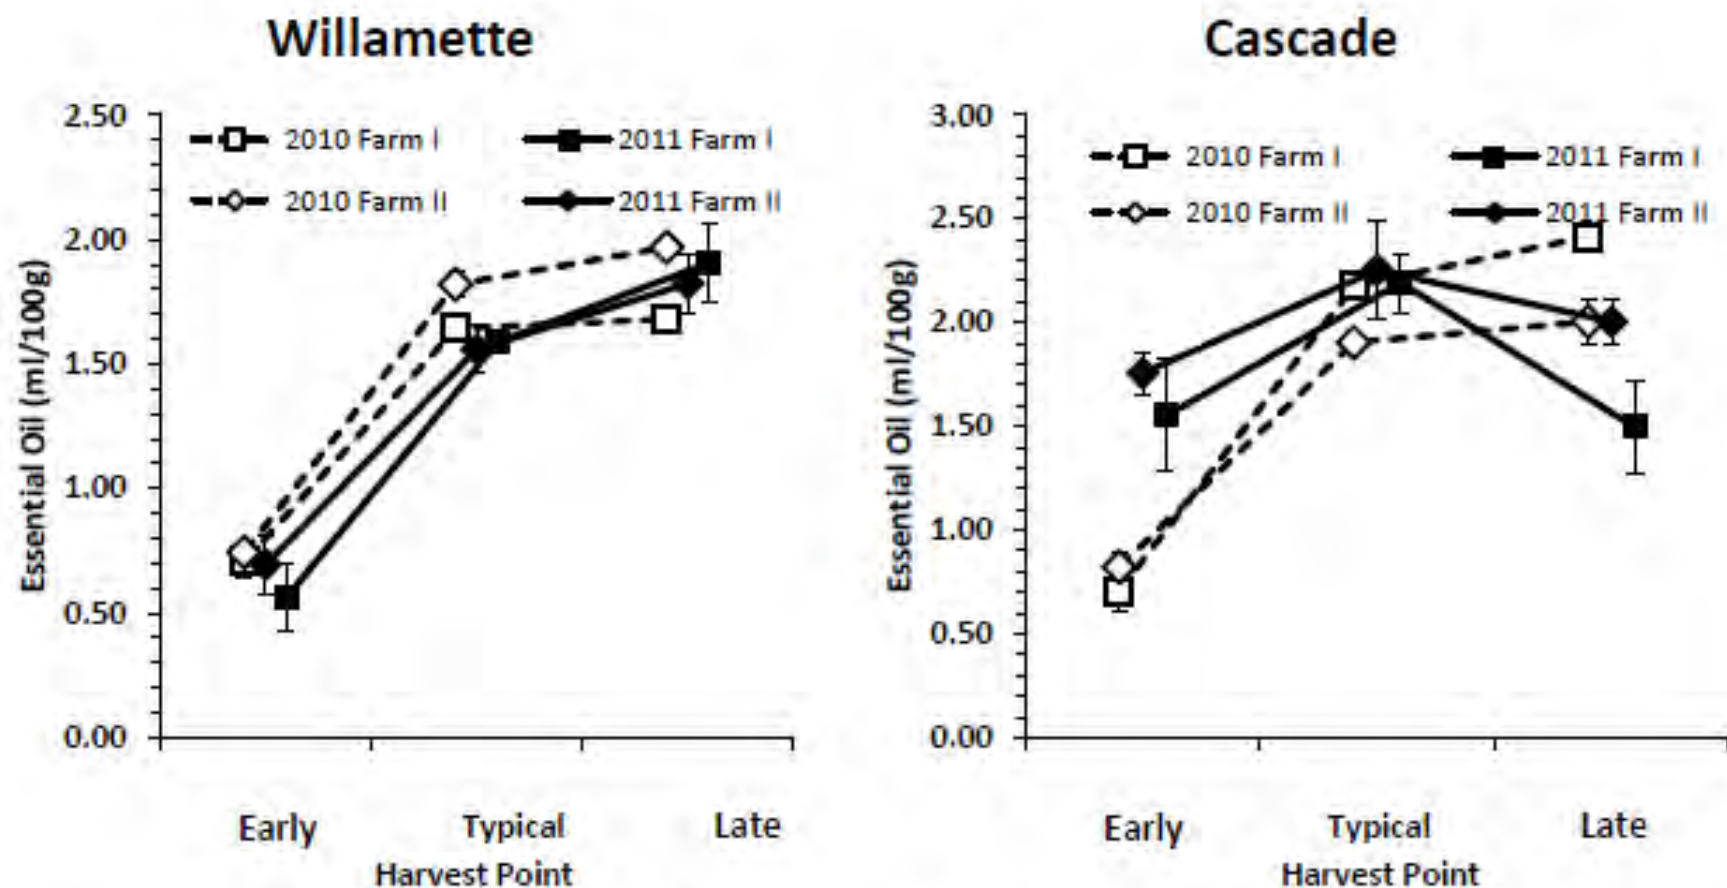 Willamette
2.50
2.00
1.50
1.00
0.50
0.00
Essential Oil (ml/100g)
2010 Farm I
2011 Farm I
2010 Farm II
2011 Farm II
Early
Typical
Late
Harvest Point
Cascade
3.00
2.50
2.00
1.50
1.00
0.50
0.00
Essential Oil (ml/100g)
2010 Farm I
2011 Farm I
2010 Farm II
2011 Farm II
Early
Typical
Late
Harvest Point